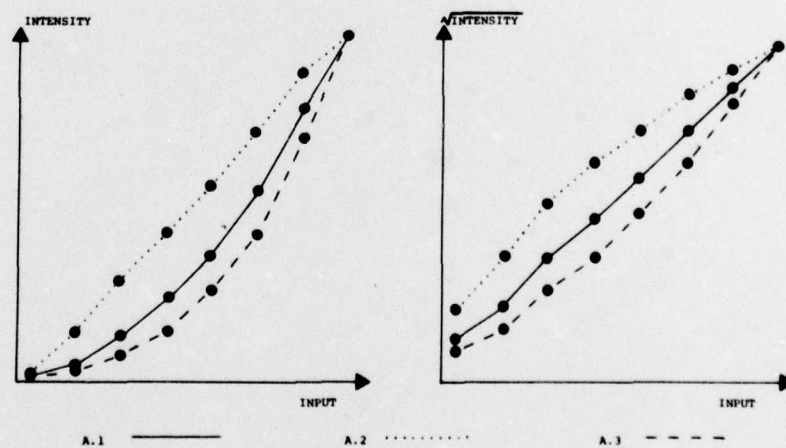 INTENSITY
√INTENSITY
INPUT
INPUT
A.1
A.2
A.3